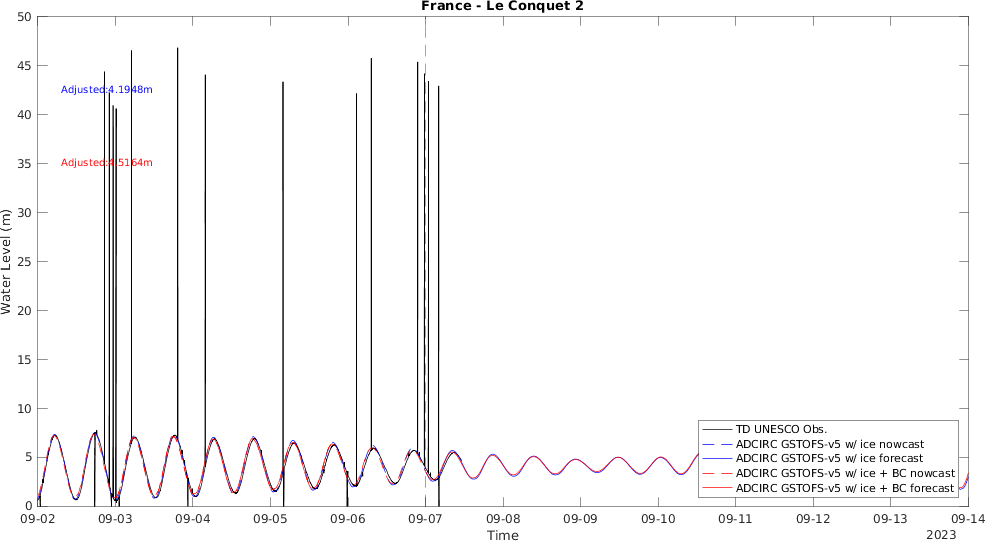 France - Le Conquet 2
50
45
40
35
30
25
20
15
10
5
0
Water Level (m)
Adjusted:4.1948m
Adjusted:4.5164m
TD UNESCO Obs.
ADCIRC GSTOFS-v5 w/ ice nowcast
ADCIRC GSTOFS-v5 w/ ice forecast
ADCIRC GSTOFS-v5 w/ ice + BC nowcast
ADCIRC GSTOFS-v5 w/ ice + BC forecast
09-02 09-03 09-04 09-05 09-06 09-07 09-08 09-09 09-10 09-11 09-12 09-13 09-14
Time
2023